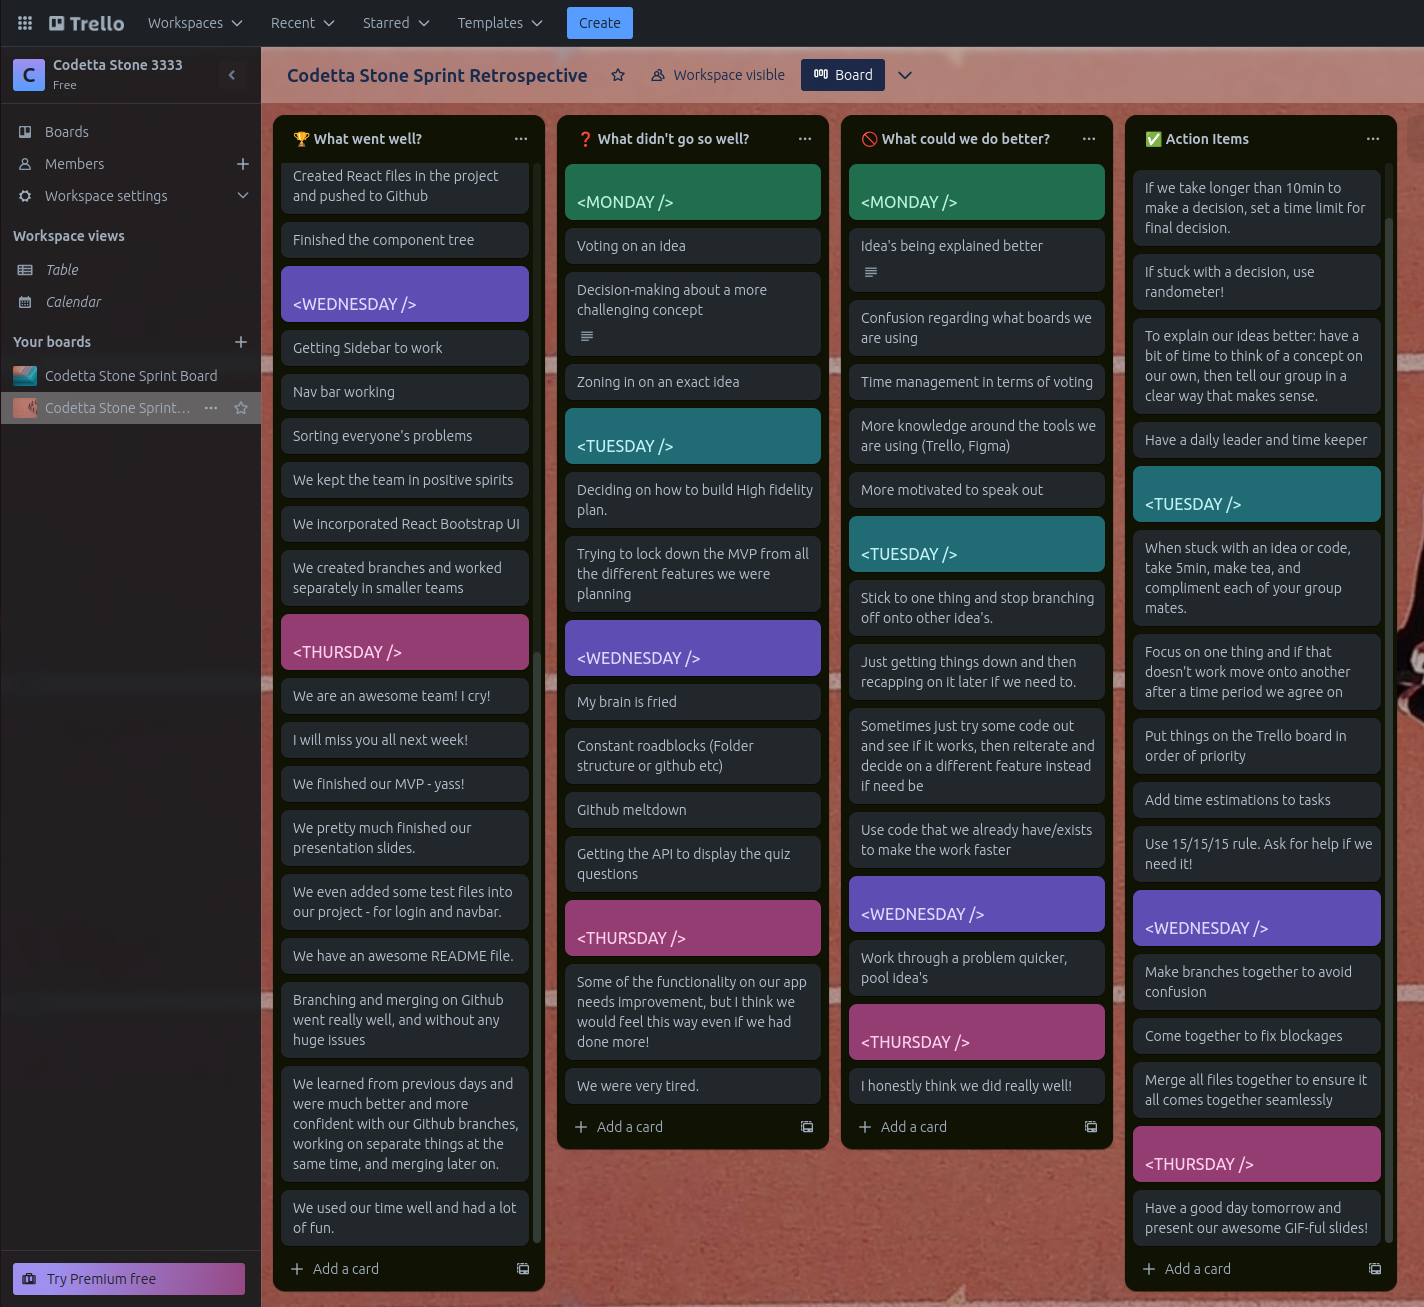 Trello
Workspaces
Recent
Starred
Templates
Create
C
Codetta Stone 3333
Free
Boards
Members
Workspace settings
Workspace views
Table
Calendar
Your boards
Codetta Stone Sprint Board
Codetta Stone Sprint...
Try Premium free
Codetta Stone Sprint Retrospective
Workspace visible
Board
🏆 What went well?
Created React files in the project
and pushed to Github
Finished the component tree
<WEDNESDAY />
Getting Sidebar to work
Nav bar working
Sorting everyone's problems
We kept the team in positive spirits
We incorporated React Bootstrap UI
We created branches and worked
separately in smaller teams
<THURSDAY />
We are an awesome team! I cry!
I will miss you all next week!
We finished our MVP - yass!
We pretty much finished our
presentation slides.
We even added some test files into
our project - for login and navbar.
We have an awesome README file.
Branching and merging on Github
went really well, and without any
huge issues
We learned from previous days and
were much better and more
confident with our Github branches,
working on separate things at the
same time, and merging later on.
We used our time well and had a lot
of fun.
Add a card
❓ What didn't go so well?
<MONDAY />
Voting on an idea
Decision-making about a more
challenging concept
Zoning in on an exact idea
<TUESDAY />
Deciding on how to build High fidelity
plan.
Trying to lock down the MVP from all
the different features we were
planning
<WEDNESDAY />
My brain is fried
Constant roadblocks (Folder
structure or github etc)
Github meltdown
Getting the API to display the quiz
questions
<THURSDAY />
Some of the functionality on our app
needs improvement, but I think we
would feel this way even if we had
done more!
We were very tired.
Add a card
🚫 What could we do better?
<MONDAY />
Idea's being explained better
Confusion regarding what boards we
are using
Time management in terms of voting
More knowledge around the tools we
are using (Trello, Figma)
More motivated to speak out
<TUESDAY />
Stick to one thing and stop branching
off onto other idea's.
Just getting things down and then
recapping on it later if we need to.
Sometimes just try some code out
and see if it works, then reiterate and
decide on a different feature instead
if need be
Use code that we already have/exists
to make the work faster
<WEDNESDAY />
Work through a problem quicker,
pool idea's
<THURSDAY />
I honestly think we did really well!
Add a card
✅ Action Items
If we take longer than 10min to
make a decision, set a time limit for
final decision.
If stuck with a decision, use
randometer!
To explain our ideas better: have a
bit of time to think of a concept on
our own, then tell our group in a
clear way that makes sense.
Have a daily leader and time keeper
<TUESDAY />
When stuck with an idea or code,
take 5min, make tea, and
compliment each of your group
mates.
Focus on one thing and if that
doesn't work move onto another
after a time period we agree on
Put things on the Trello board in
order of priority
Add time estimations to tasks
Use 15/15/15 rule. Ask for help if we
need it!
<WEDNESDAY />
Make branches together to avoid
confusion
Come together to fix blockages
Merge all files together to ensure it
all comes together seamlessly
<THURSDAY />
Have a good day tomorrow and
present our awesome GIF-ful slides!
Add a card